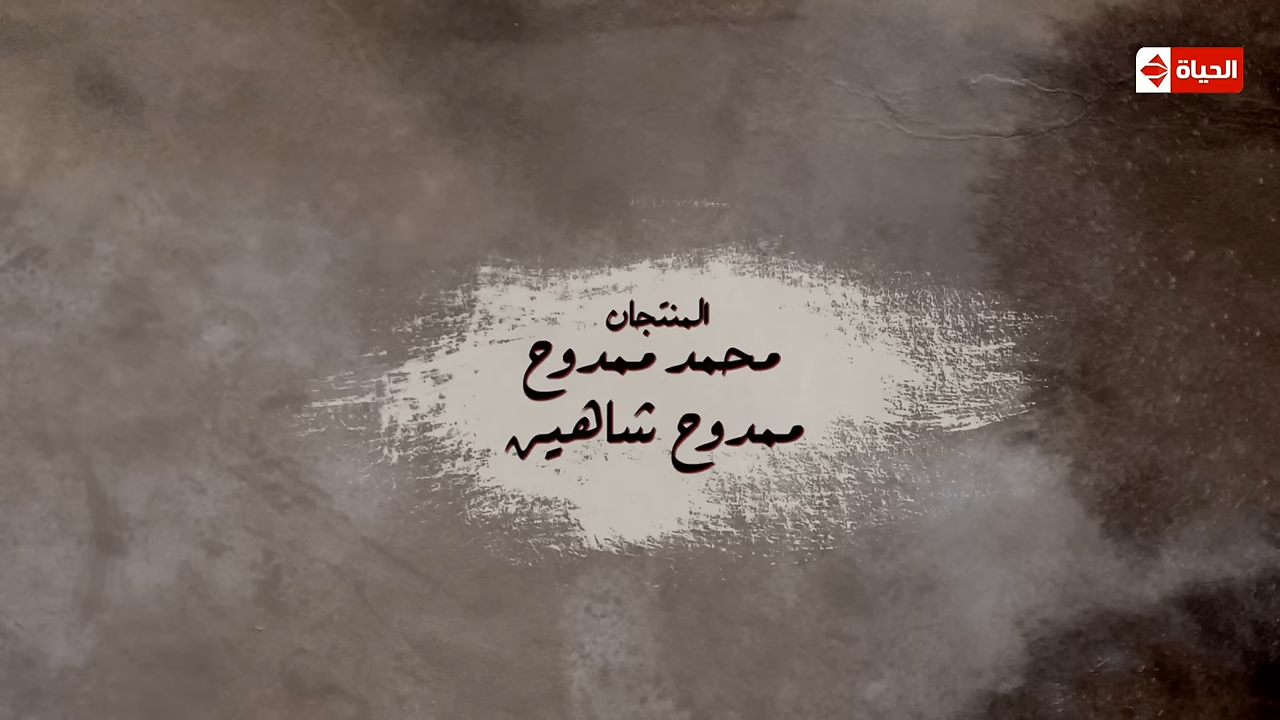 الحياة
المنتجان
محمد ممدوح
ممدوح شاهين